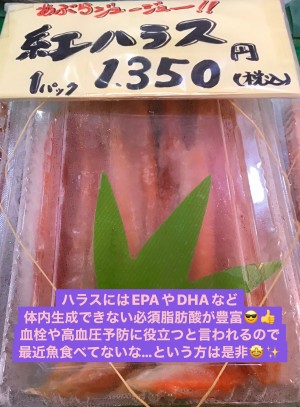 あぶらジュージュー!!
紅ハラス
1パック 1.350円(税込)
ハラスにはEPAやDHAなど
体内生成できない必須脂肪酸が豊富😎👍
血栓や高血圧予防に役立つと言われるので
最近魚食べてないな…という方は是非🤩✨